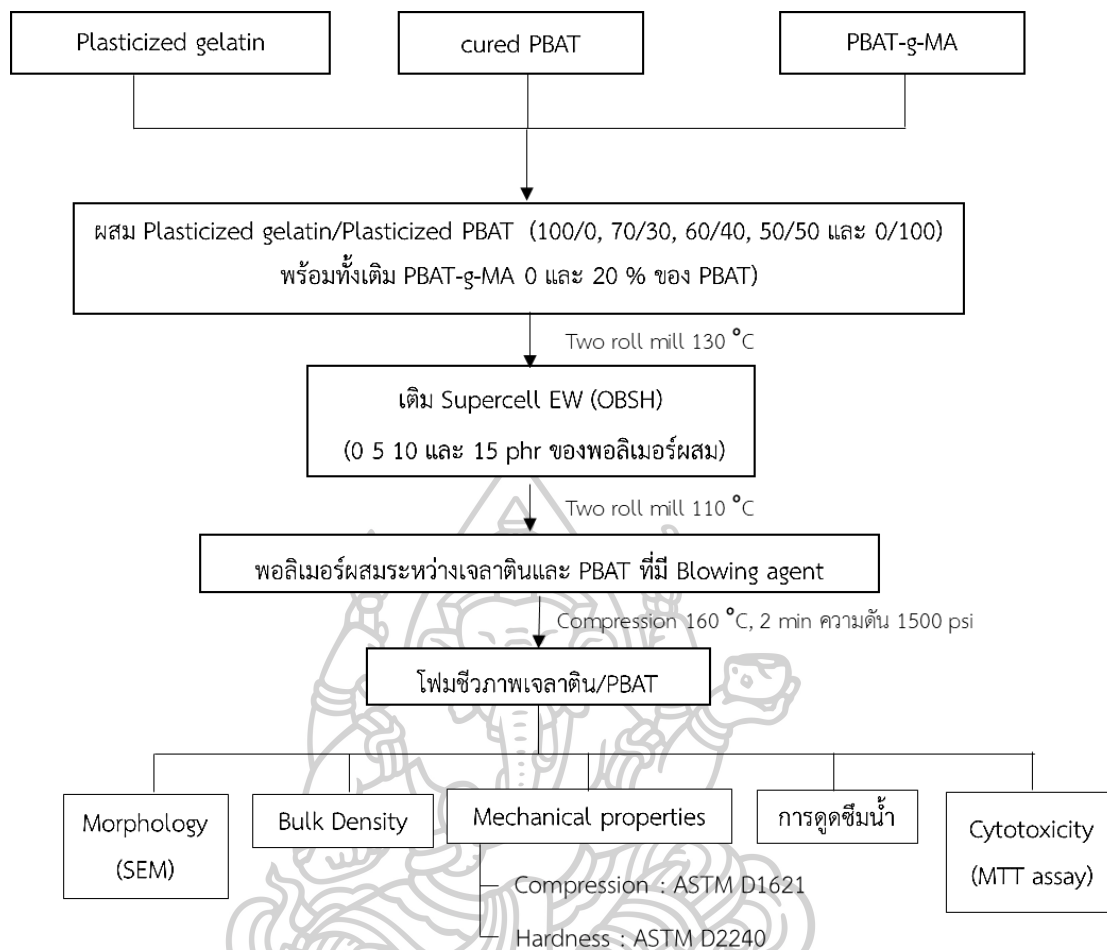 Plasticized gelatin
cured PBAT
PBAT-g-MA
ผสม Plasticized gelatin/Plasticized PBAT (100/0, 70/30, 60/40, 50/50 และ 0/100)
พร้อมทั้งเติม PBAT-g-MA 0 และ 20 % ของ PBAT)
Two roll mill 130 °C
เติม Supercell EW (OBSH)
(0 5 10 และ 15 phr ของพอลิเมอร์ผสม)
Two roll mill 110 °C
พอลิเมอร์ผสมระหว่างเจลาตินและ PBAT ที่มี Blowing agent
Compression 160 °C, 2 min ความดัน 1500 psi
โฟมชีวภาพเจลาติน/PBAT
Morphology
(SEM)
Bulk Density
Mechanical properties
Compression : ASTM D1621
Hardness : ASTM D2240
การดูดซึมน้ำ
Cytotoxicity
(MTT assay)